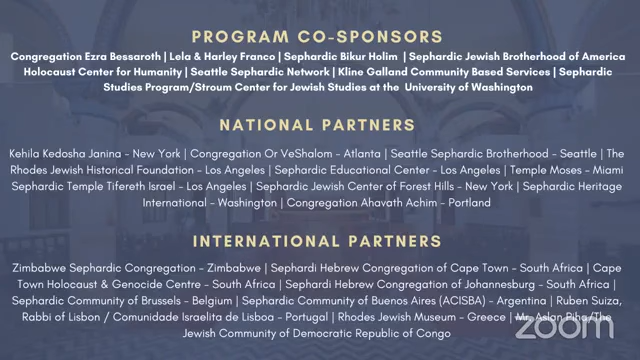 PROGRAM CO-SPONSORS
Congregation Ezra Bessaroth | Lela & Harley Franco | Sephardic Bikur Holim | Sephardic Jewish Brotherhood of America
Holocaust Center for Humanity | Seattle Sephardic Network | Kline Galland Community Based Services | Sephardic
Studies Program/Stroum Center for Jewish Studies at the University of Washington
NATIONAL PARTNERS
Kehila Kedosha Janina - New York | Congregation Or VeShalom - Atlanta | Seattle Sephardic Brotherhood - Seattle | The
Rhodes Jewish Historical Foundation - Los Angeles | Sephardic Educational Center - Los Angeles | Temple Moses - Miami
Sephardic Temple Tifereth Israel - Los Angeles | Sephardic Jewish Center of Forest Hills - New York | Sephardic Heritage
International - Washington | Congregation Ahavath Achim - Portland
INTERNATIONAL PARTNERS
Zimbabwe Sephardic Congregation - Zimbabwe | Sephardi Hebrew Congregation of Cape Town - South Africa | Cape
Town Holocaust & Genocide Centre - South Africa | Sephardi Hebrew Congregation of Johannesburg - South Africa |
Sephardic Community of Brussels - Belgium | Sephardic Community of Buenos Aires (ACISBA) - Argentina | Ruben Suiza,
Rabbi of Lisbon / Comunidade Israelita de Lisboa - Portugal | Rhodes Jewish Museum - Greece | Mr. Aslan Piha/The
Jewish Community of Democratic Republic of Congo
zoom